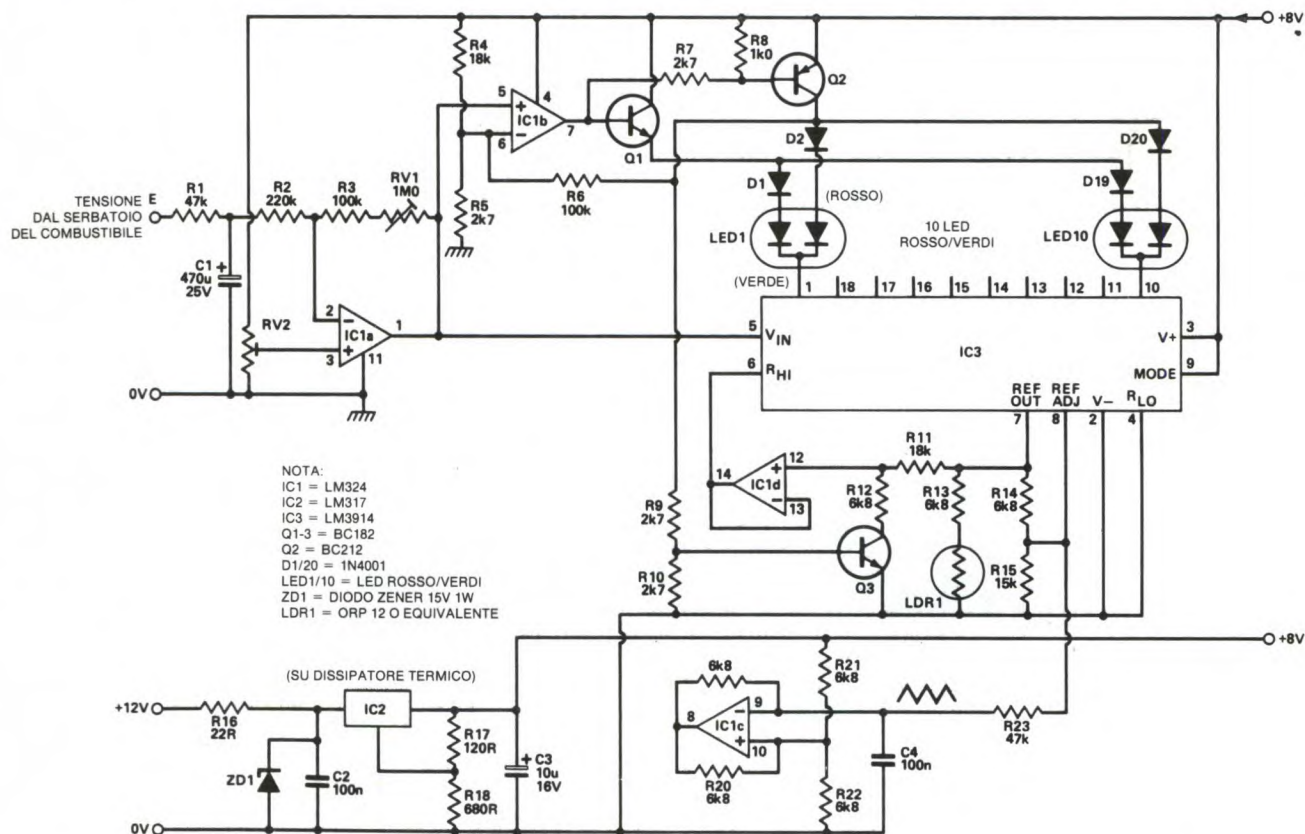 +8V
R4
18k
R7
2k7
R8
1k0
Q2
5
+
4
IC1b
7
–
6
Q1
D2
D20
R1
47k
R2
220k
R3
100k
RV1
1M0
R5
2k7
R6
100k
D1
D19
(ROSSO)
TENSIONE E
DAL SERBATOIO
DEL COMBUSTIBILE
LED1
10 LED
ROSSO/VERDI
LED10
C1
+
470u
25V
(VERDE)
1
18
17
16
15
14
13
12
11
10
RV2
2
–
IC1a
1
3
+
11
5
VIN
V+
3
6
RHI
IC3
MODE
9
0V
REF
OUT
REF
ADJ
V–
RLO
7
8
2
4
R11
18k
14
+
12
IC1d
–
13
R12
6k8
R13
6k8
R14
6k8
R9
2k7
R10
2k7
Q3
LDR1
R15
15k
NOTA:
IC1 = LM324
IC2 = LM317
IC3 = LM3914
Q1-3 = BC182
Q2 = BC212
D1/20 = 1N4001
LED1/10 = LED ROSSO/VERDI
ZD1 = DIODO ZENER 15V 1W
LDR1 = ORP 12 O EQUIVALENTE
+8V
(SU DISSIPATORE TERMICO)
+12V
R16
22R
IC2
R17
120R
R18
680R
C3
+
10u
16V
ZD1
C2
100n
0V
6k8
8
–
9
IC1c
+
10
R20
6k8
R21
6k8
R22
6k8
C4
100n
R23
47k